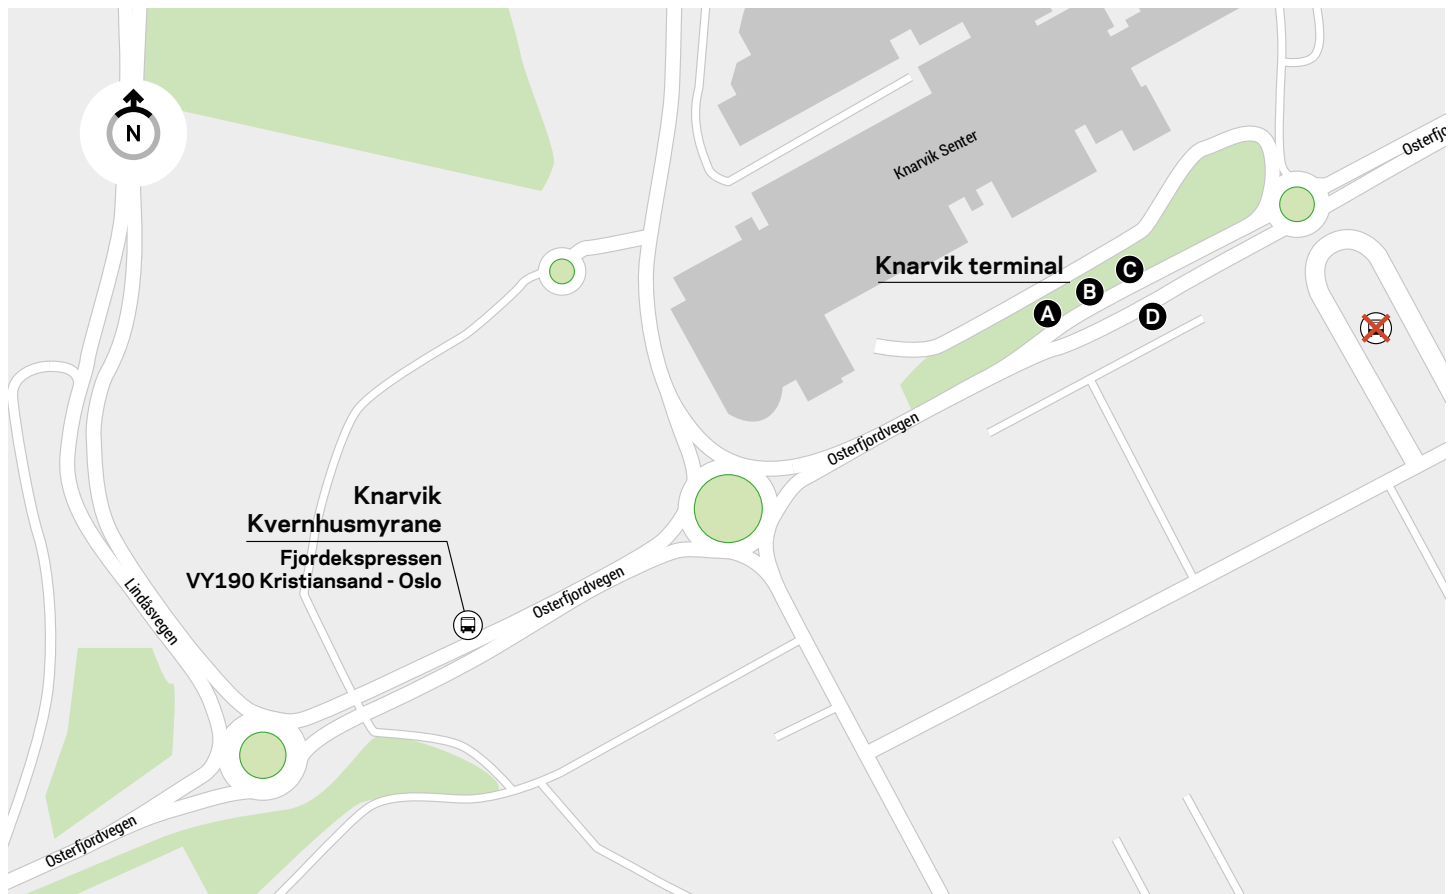 N
Knarvik Senter
Osterfjo
Knarvik terminal
A
B
C
D
Osterfjordvegen
Knarvik
Kvernhusmyrane
Fjordekspressen
VY190 Kristiansand - Oslo
Osterfjordvegen
Lindåsvegen
Osterfjordvegen